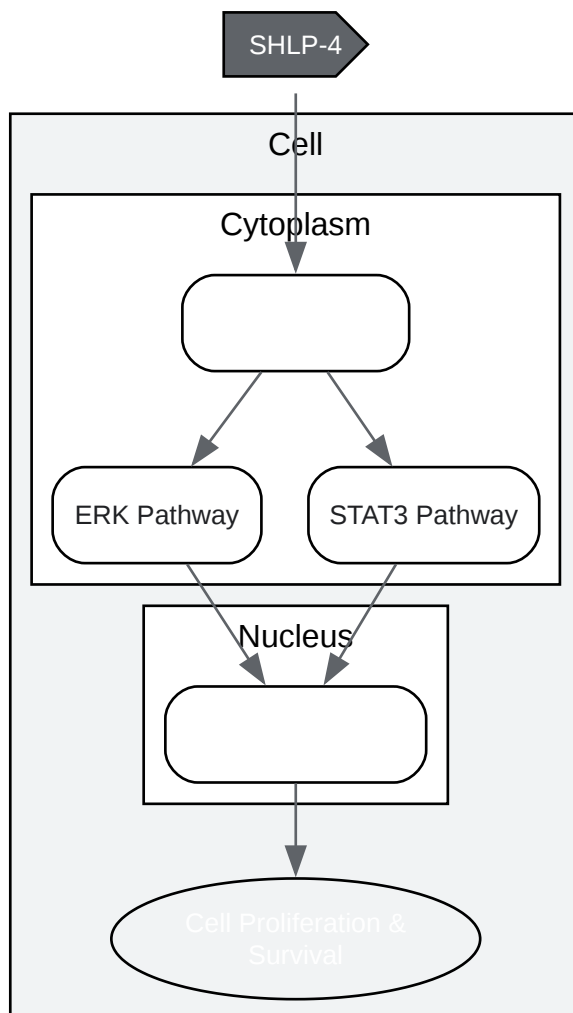 SHLP-4
Cell
Cytoplasm
ERK Pathway
STAT3 Pathway
Nucleus
Cell Proliferation &
Survival